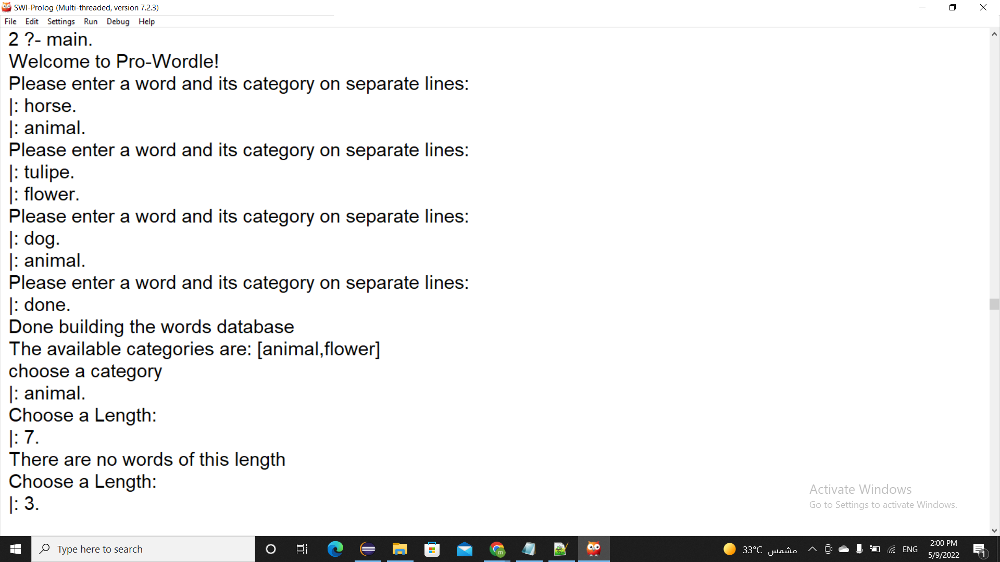 SWI-Prolog (Multi-threaded, version 7.2.3)
File Edit Settings Run Debug Help
2 ?- main.
Welcome to Pro-Wordle!
Please enter a word and its category on separate lines:
|: horse.
|: animal.
Please enter a word and its category on separate lines:
|: tulipe.
|: flower.
Please enter a word and its category on separate lines:
|: dog.
|: animal.
Please enter a word and its category on separate lines:
|: done.
Done building the words database
The available categories are: [animal,flower]
choose a category
|: animal.
Choose a Length:
|: 7.
There are no words of this length
Choose a Length:
|: 3.
Activate Windows
Go to Settings to activate Windows.
Type here to search
33°C مشمس
ENG
2:00 PM
5/9/2022
1